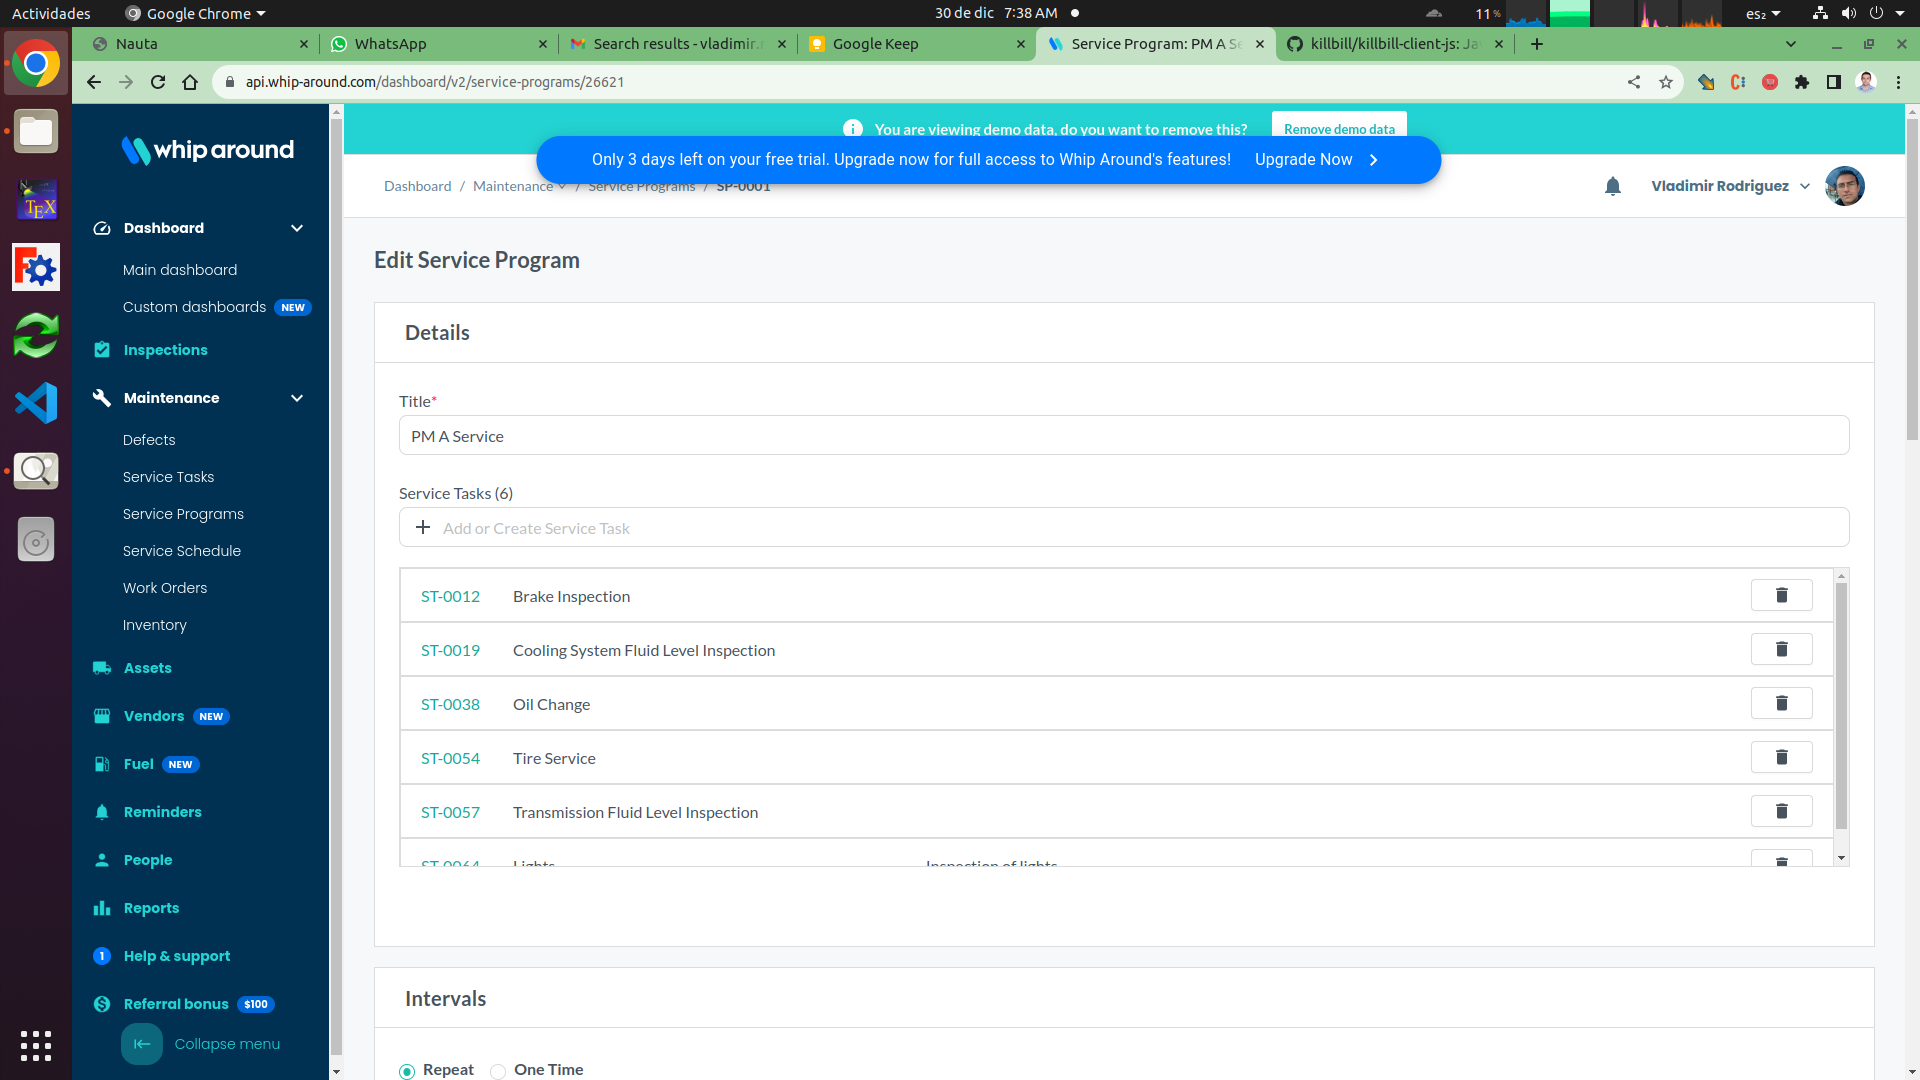 Actividades
Google Chrome
30 de dic 7:38 AM
11 %
es₂
Nauta
WhatsApp
Search results - vladimir.r
Google Keep
Service Program: PM A Se
killbill/killbill-client-js: Ja
api.whip-around.com/dashboard/v2/service-programs/26621
whip around
You are viewing demo data, do you want to remove this?
Remove demo data
Only 3 days left on your free trial. Upgrade now for full access to Whip Around's features!
Upgrade Now
Dashboard / Maintenance / Service Programs / SP-0001
Vladimir Rodriguez
TEX
Dashboard
Main dashboard
Custom dashboards NEW
Inspections
Maintenance
Defects
Service Tasks
Service Programs
Service Schedule
Work Orders
Inventory
Assets
Vendors NEW
Fuel NEW
Reminders
People
Reports
1 Help & support
Referral bonus $100
Collapse menu
Edit Service Program
Details
Title*
PM A Service
Service Tasks (6)
Add or Create Service Task
ST-0012 Brake Inspection
ST-0019 Cooling System Fluid Level Inspection
ST-0038 Oil Change
ST-0054 Tire Service
ST-0057 Transmission Fluid Level Inspection
ST-0064 Lights Inspection of lights
Intervals
Repeat
One Time